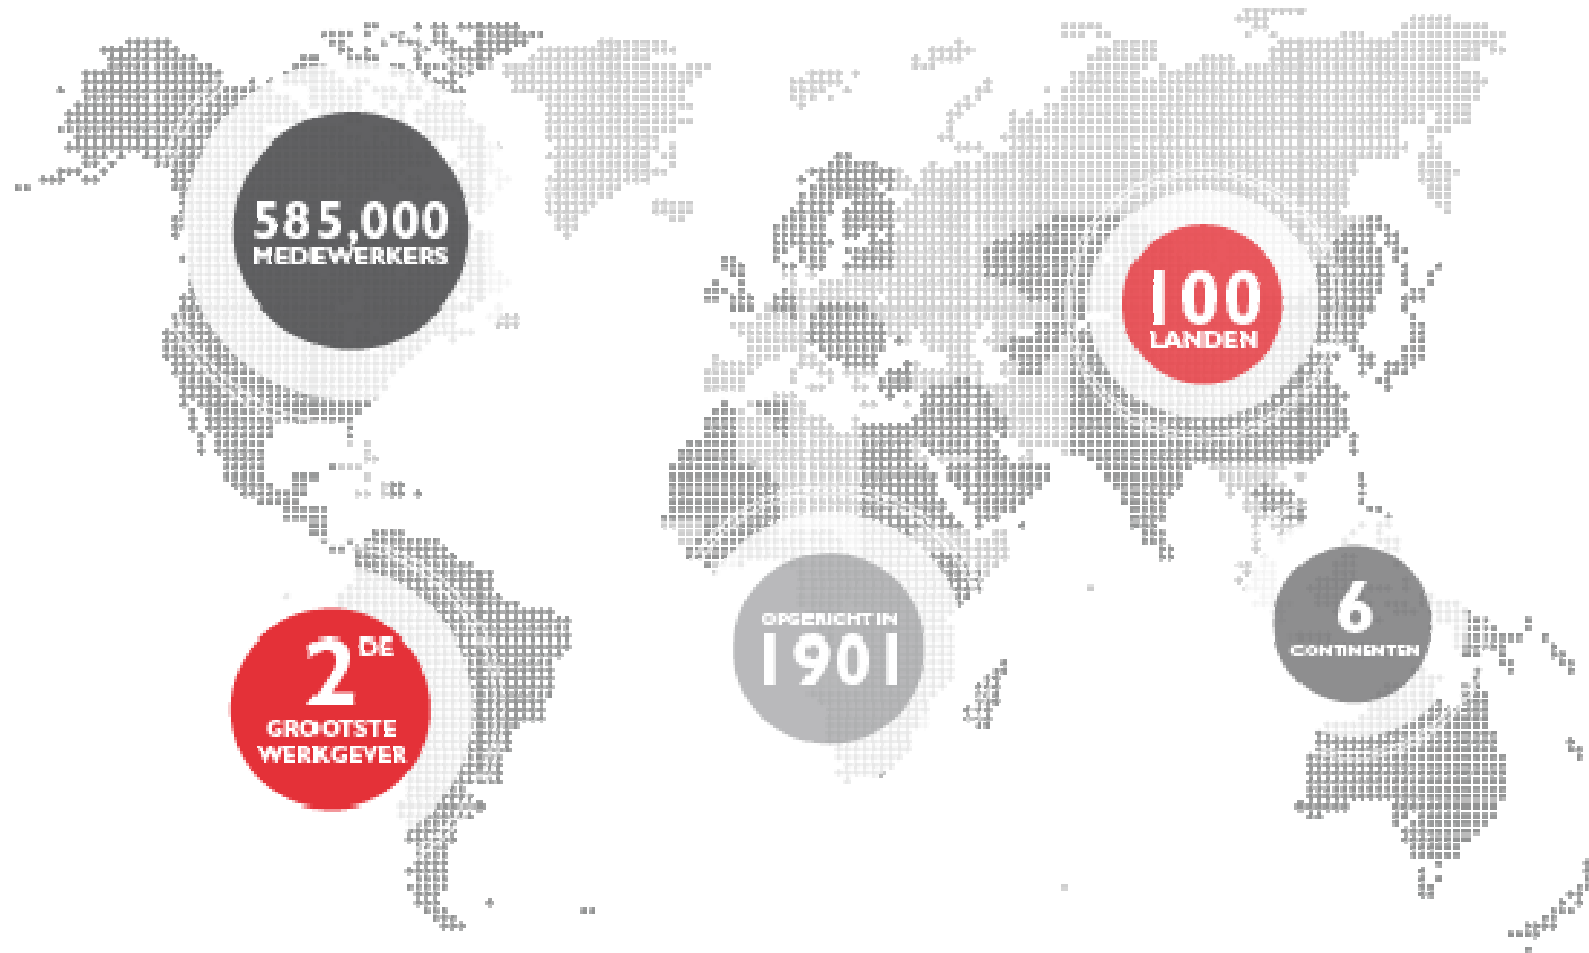 585,000
MEDEWERKERS
100
LANDEN
6
CONTINENTEN
OPGERICHT IN
1901
2DE
GROOTSTE
WERKGEVER